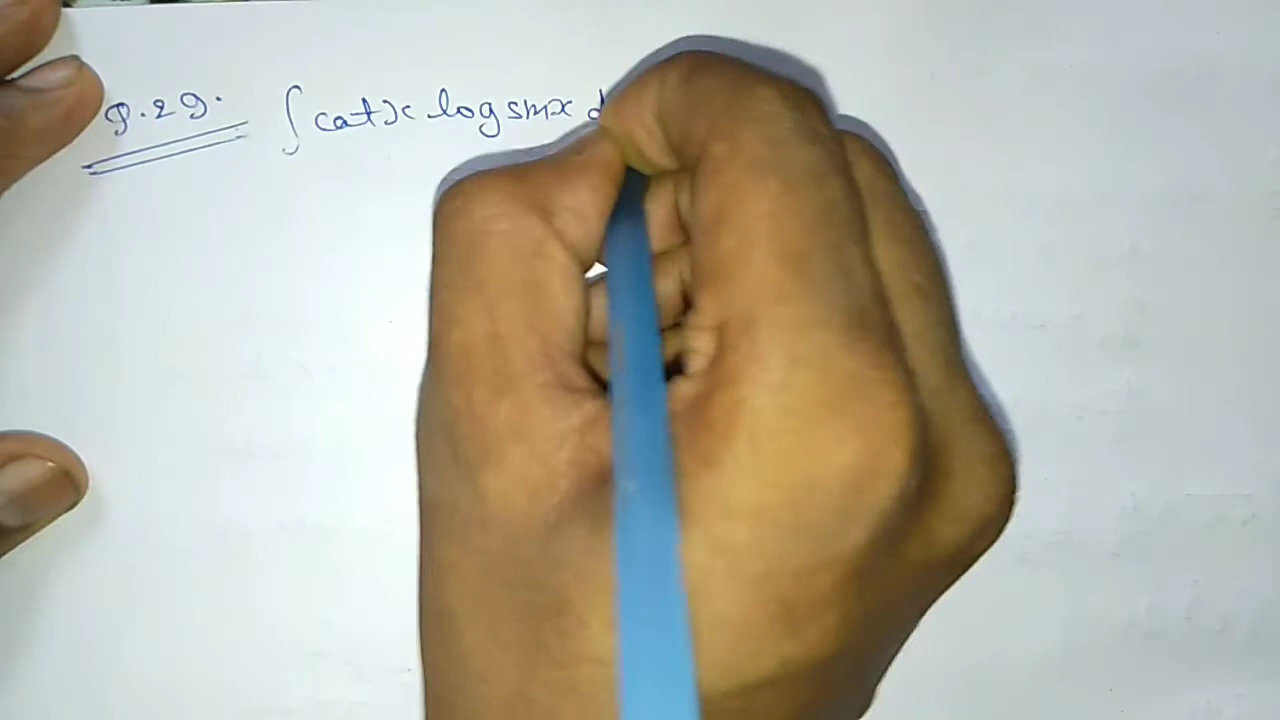 Q.29. ∫ cotx log sinx d